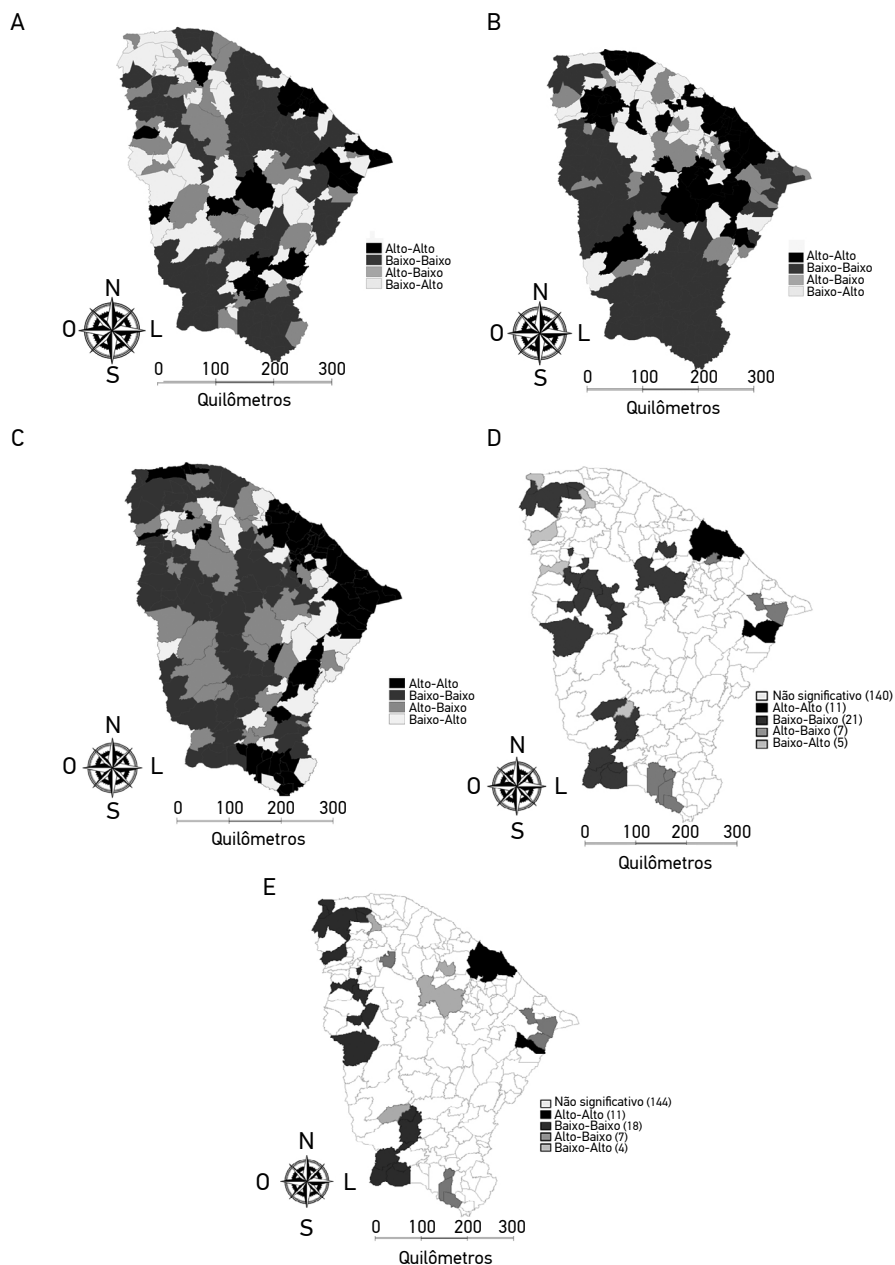 A
Alto-Alto
Baixo-Baixo
Alto-Baixo
Baixo-Alto
N
O
L
S
0 100 200 300
Quilômetros
B
Alto-Alto
Baixo-Baixo
Alto-Baixo
Baixo-Alto
N
O
L
S
0 100 200 300
Quilômetros
C
Alto-Alto
Baixo-Baixo
Alto-Baixo
Baixo-Alto
N
O
L
S
0 100 200 300
Quilômetros
D
Não significativo (140)
Alto-Alto (11)
Baixo-Baixo (21)
Alto-Baixo (7)
Baixo-Alto (5)
N
O
L
S
0 100 200 300
Quilômetros
E
Não significativo (144)
Alto-Alto (11)
Baixo-Baixo (18)
Alto-Baixo (7)
Baixo-Alto (4)
N
O
L
S
0 100 200 300
Quilômetros